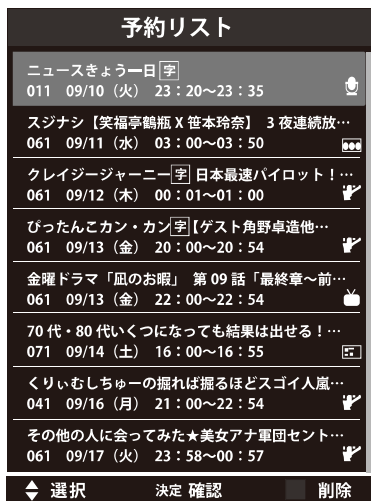 予約リスト
ニュースきょう一日字
011 09/10（火） 23：20～23：35
スジナシ【笑福亭鶴瓶X笹本玲奈】 3夜連続放…
061 09/11（水） 03：00～03：50
クレイジージャーニー字 日本最速パイロット！…
061 09/12（木） 00：01～01：00
ぴったんこカン・カン字【ゲスト角野卓造他…
061 09/13（金） 20：00～20：54
金曜ドラマ「凪のお暇」 第09話「最終章～前…
061 09/13（金） 22：00～22：54
70代・80代いくつになっても結果は出せる！…
071 09/14（土） 16：00～16：55
くりぃむしちゅーの掘れば掘るほどスゴイ人嵐…
041 09/16（月） 21：00～22：54
その他の人に会ってみた★美女アナ軍団セント…
061 09/17（火） 23：58～00：57
選択 決定 確認 削除